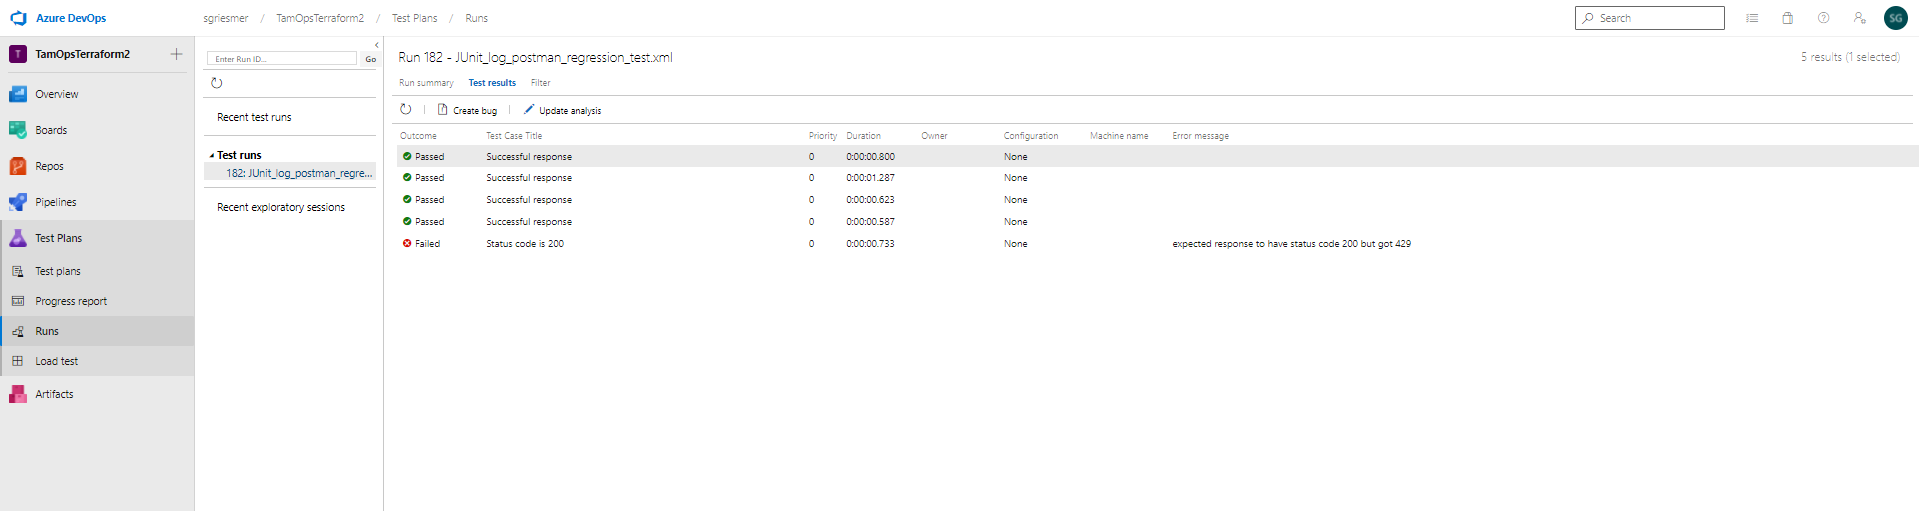 Azure DevOps
sgriesmer / TamOpsTerraform2 / Test Plans / Runs
Search
SG
T TamOpsTerraform2
Overview
Boards
Repos
Pipelines
Test Plans
Test plans
Progress report
Runs
Load test
Artifacts
Enter Run ID... Go
Recent test runs
Test runs
182: JUnit_log_postman_regre...
Recent exploratory sessions
Run 182 - JUnit_log_postman_regression_test.xml
5 results (1 selected)
Run summary Test results Filter
Create bug Update analysis
Outcome Test Case Title Priority Duration Owner Configuration Machine name Error message
Passed Successful response 0 0:00:00.800 None
Passed Successful response 0 0:00:01.287 None
Passed Successful response 0 0:00:00.623 None
Passed Successful response 0 0:00:00.587 None
Failed Status code is 200 0 0:00:00.733 None expected response to have status code 200 but got 429